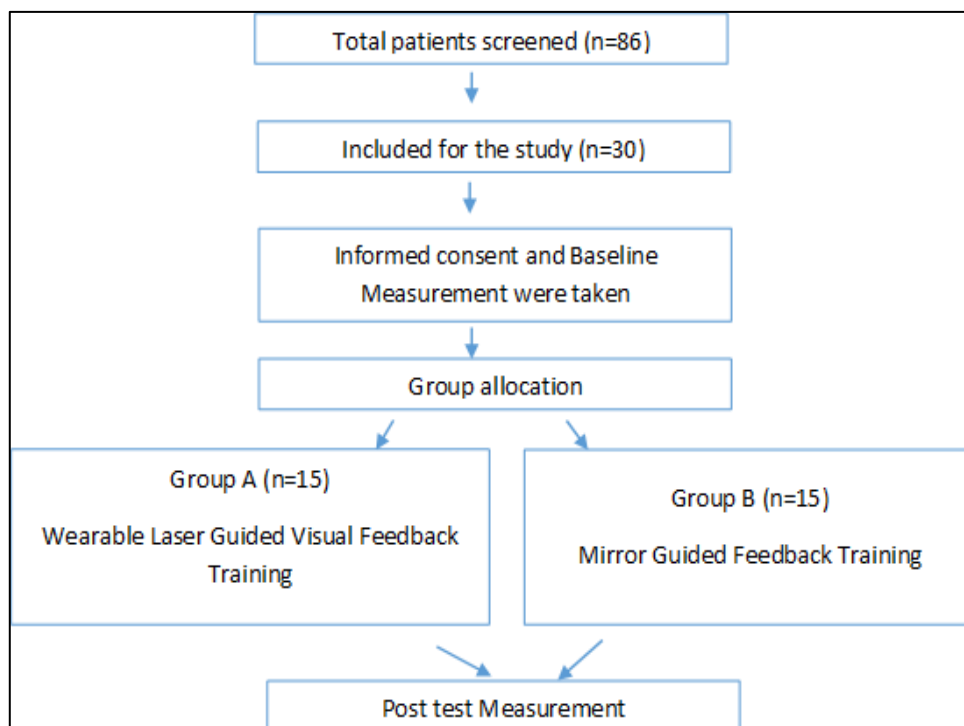 Total patients screened (n=86)
Included for the study (n=30)
Informed consent and Baseline
Measurement were taken
Group allocation
Group A (n=15)
Wearable Laser Guided Visual Feedback
Training
Group B (n=15)
Mirror Guided Feedback Training
Post test Measurement